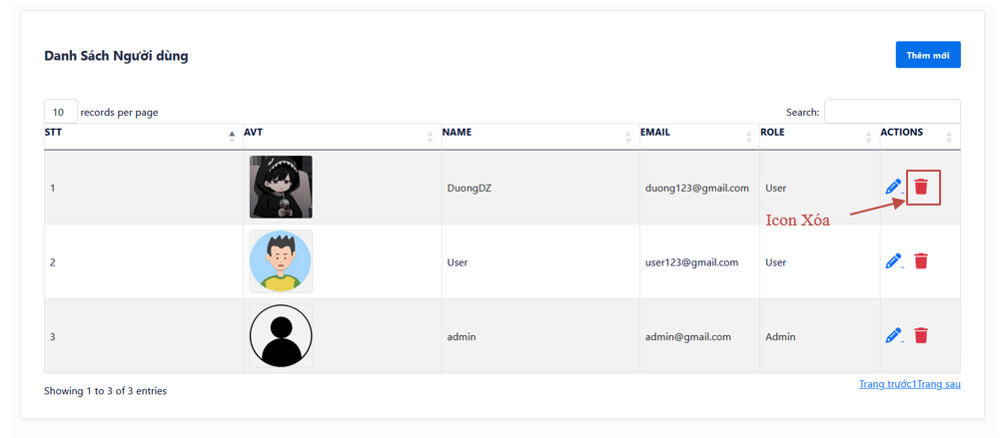 Danh Sách Người dùng
Thêm mới
10 records per page
Search:
STT AVT NAME EMAIL ROLE ACTIONS
1 DuongDZ duong123@gmail.com User
Icon Xóa
2 User user123@gmail.com User
3 admin admin@gmail.com Admin
Showing 1 to 3 of 3 entries
Trang trước1Trang sau